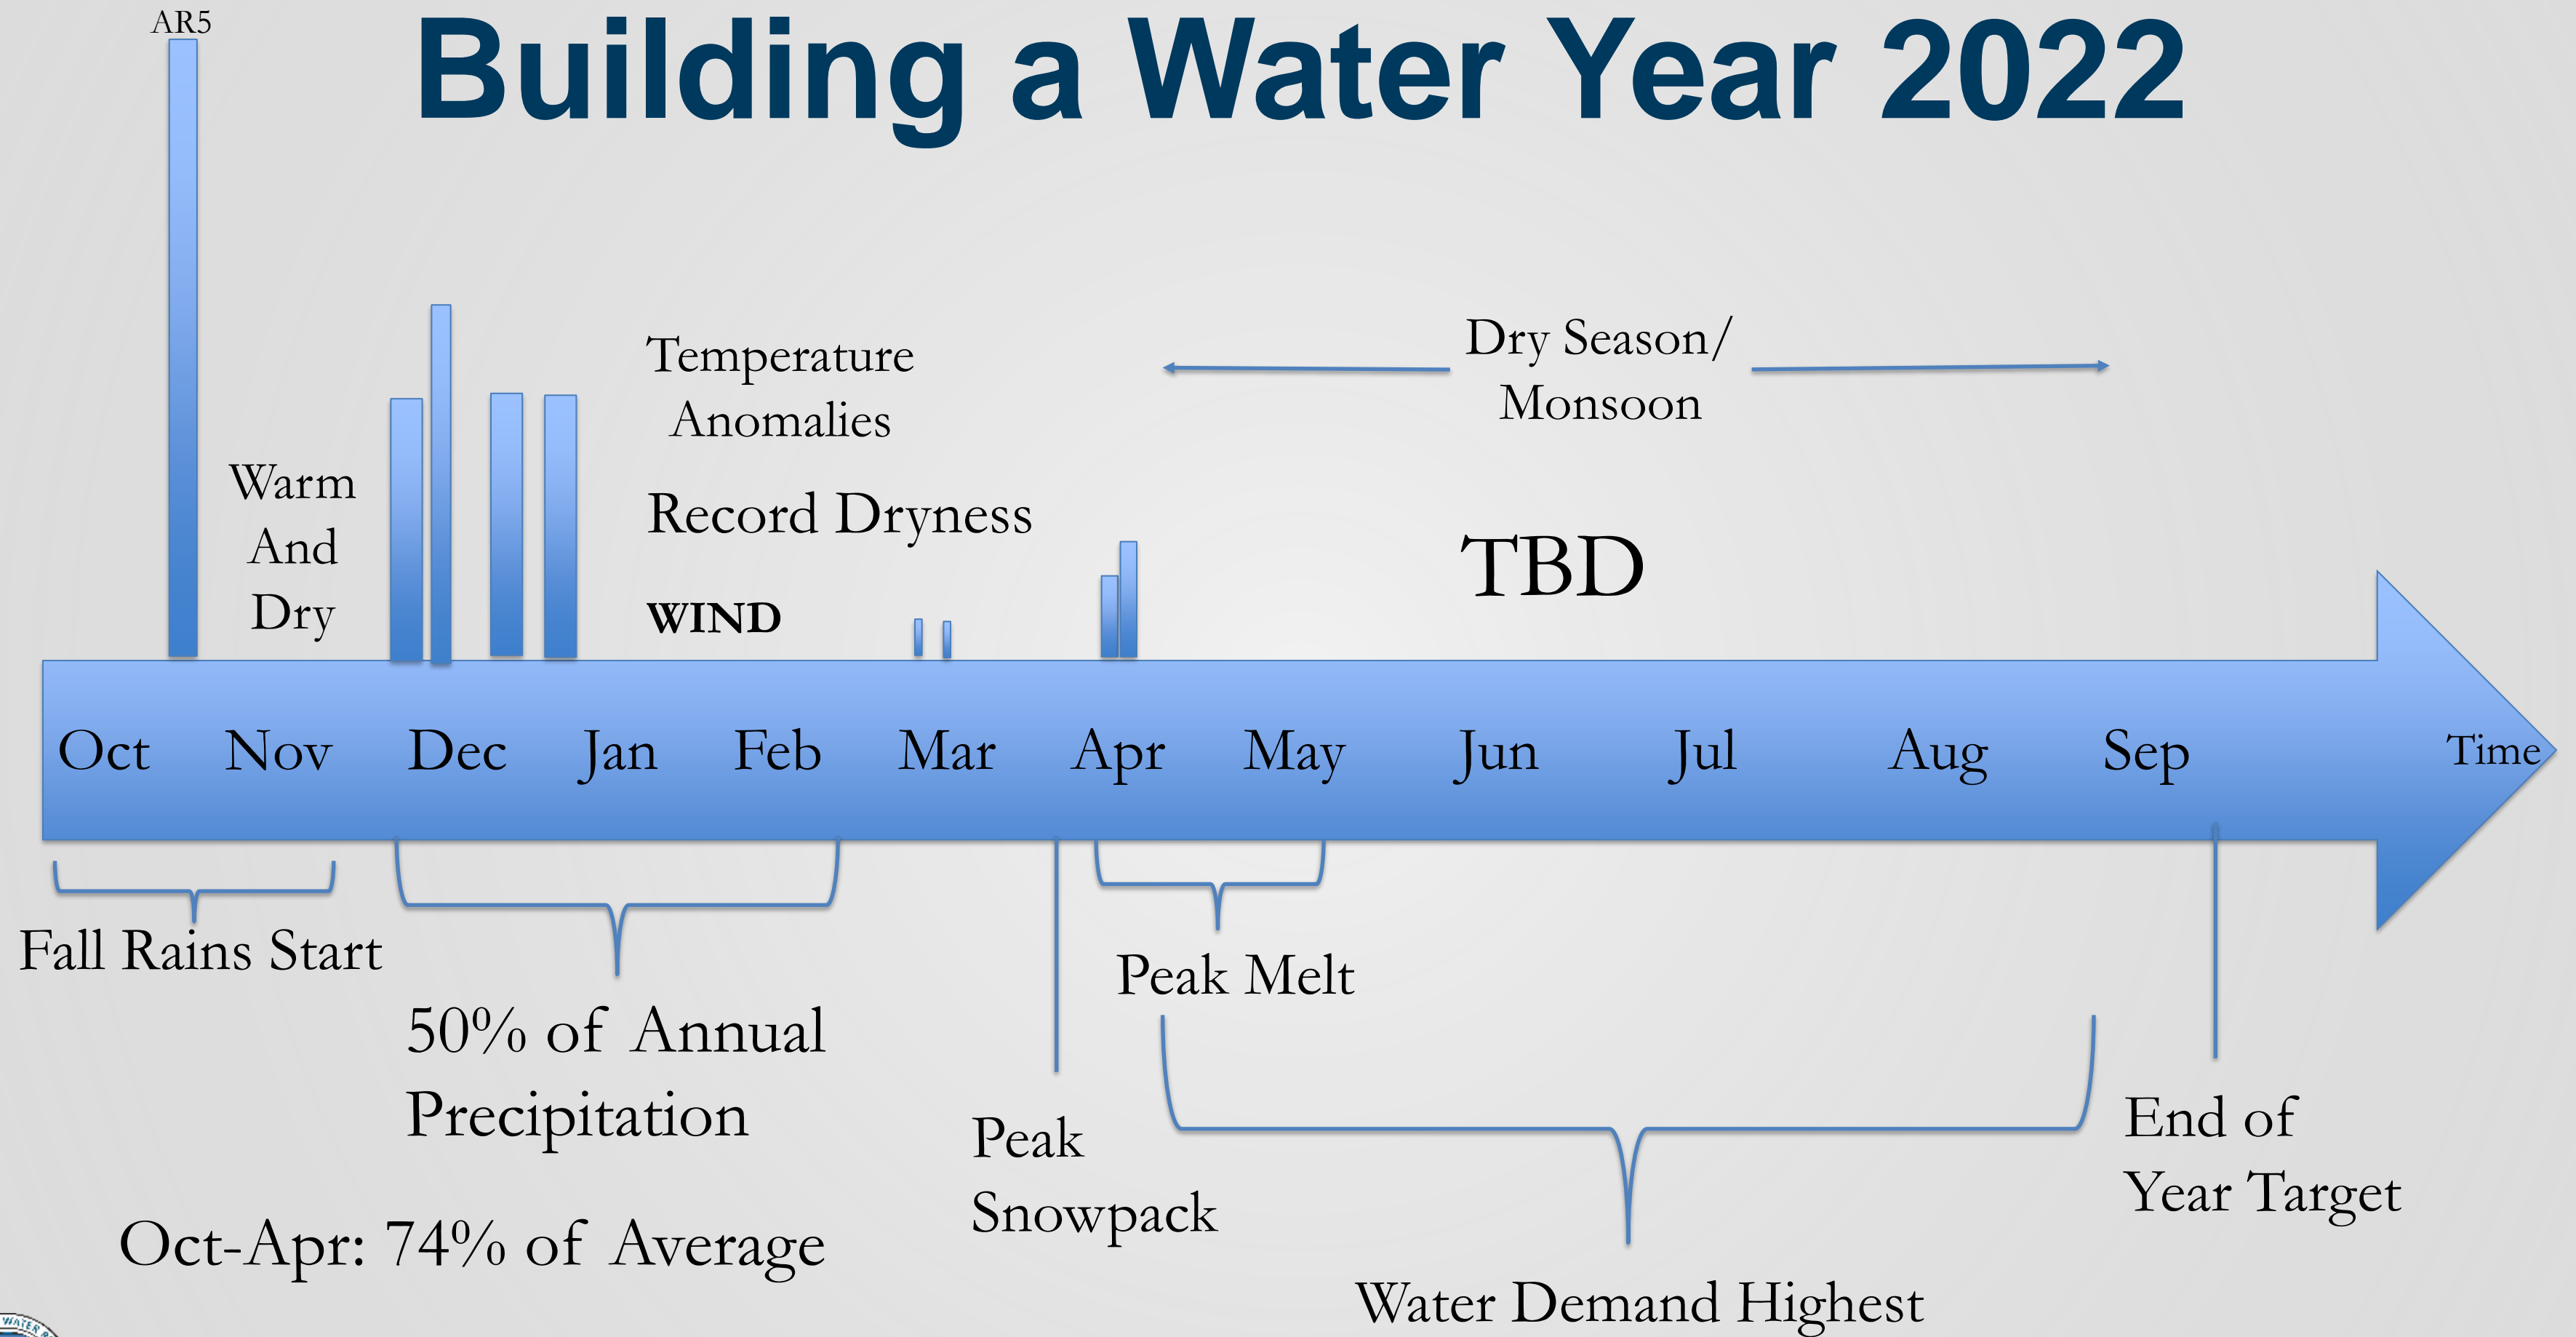 AR5
Building a Water Year 2022
Temperature
Anomalies
Dry Season/
Monsoon
Warm
And
Dry
Record Dryness
WIND
TBD
Oct Nov Dec Jan Feb Mar Apr May Jun Jul Aug Sep Time
Fall Rains Start
50% of Annual
Precipitation
Peak Melt
Peak
Snowpack
End of
Year Target
Oct-Apr: 74% of Average
Water Demand Highest
WATER